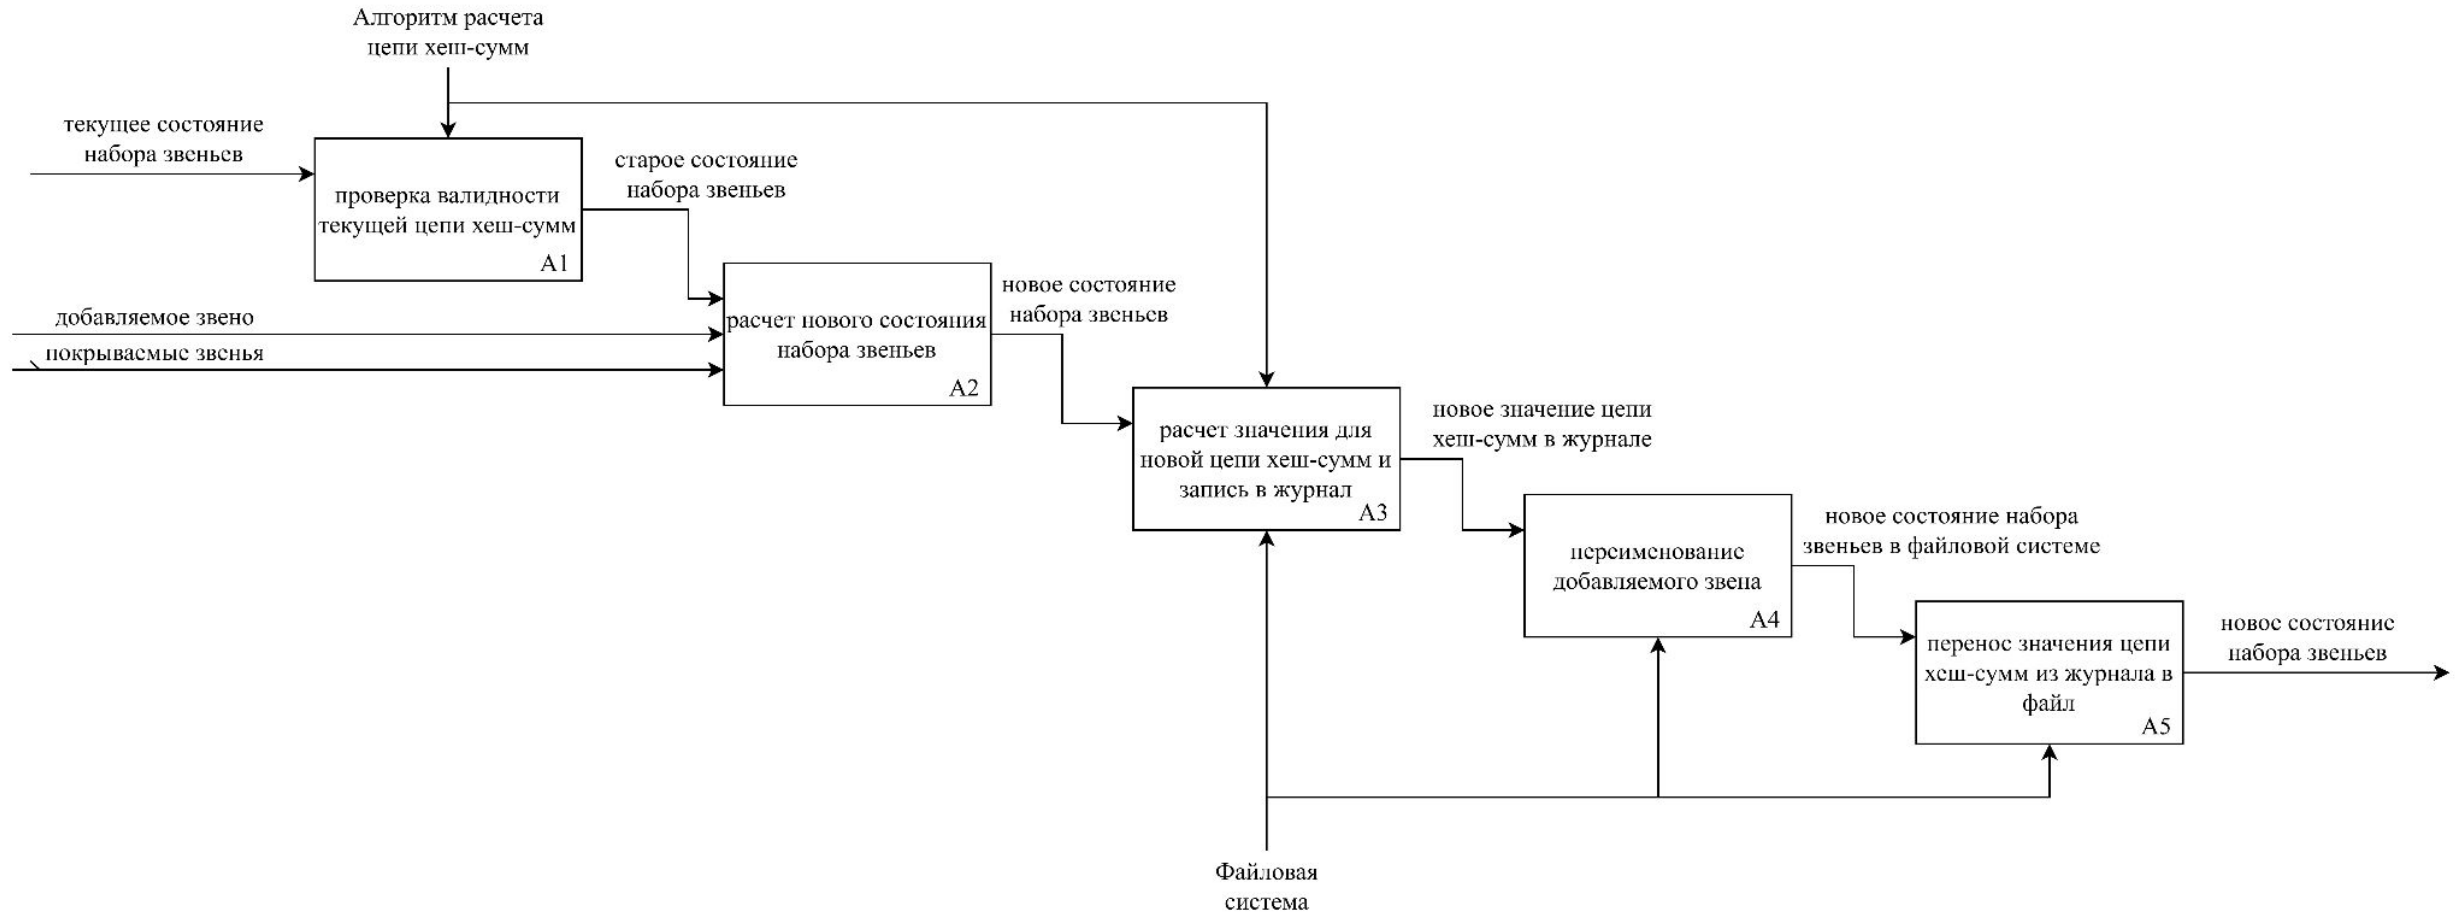 Алгоритм расчета
цепи хеш-сумм
текущее состояние
набора звеньев
проверка валидности
текущей цепи хеш-сумм
A1
старое состояние
набора звеньев
добавляемое звено
покрываемые звенья
расчет нового состояния
набора звеньев
A2
новое состояние
набора звеньев
расчет значения для
новой цепи хеш-сумм и
запись в журнал
A3
новое значение цепи
хеш-сумм в журнале
переименование
добавляемого звена
A4
новое состояние набора
звеньев в файловой системе
перенос значения цепи
хеш-сумм из журнала в
файл
A5
новое состояние
набора звеньев
Файловая
система